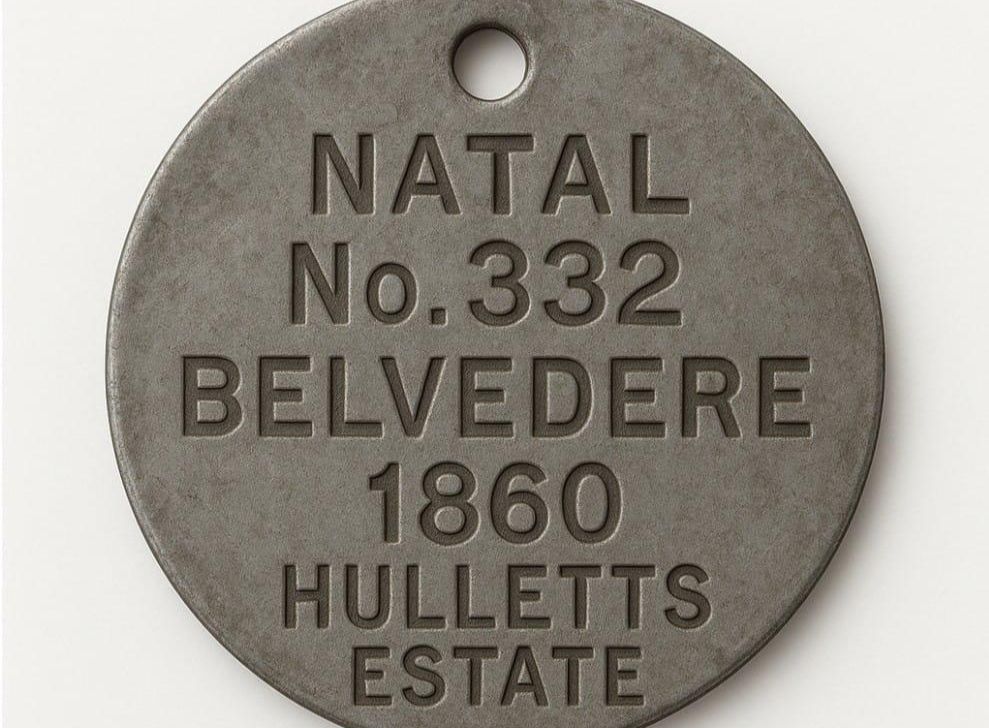 NATAL
No. 332
BELVEDERE
1860
HULLETTS
ESTATE